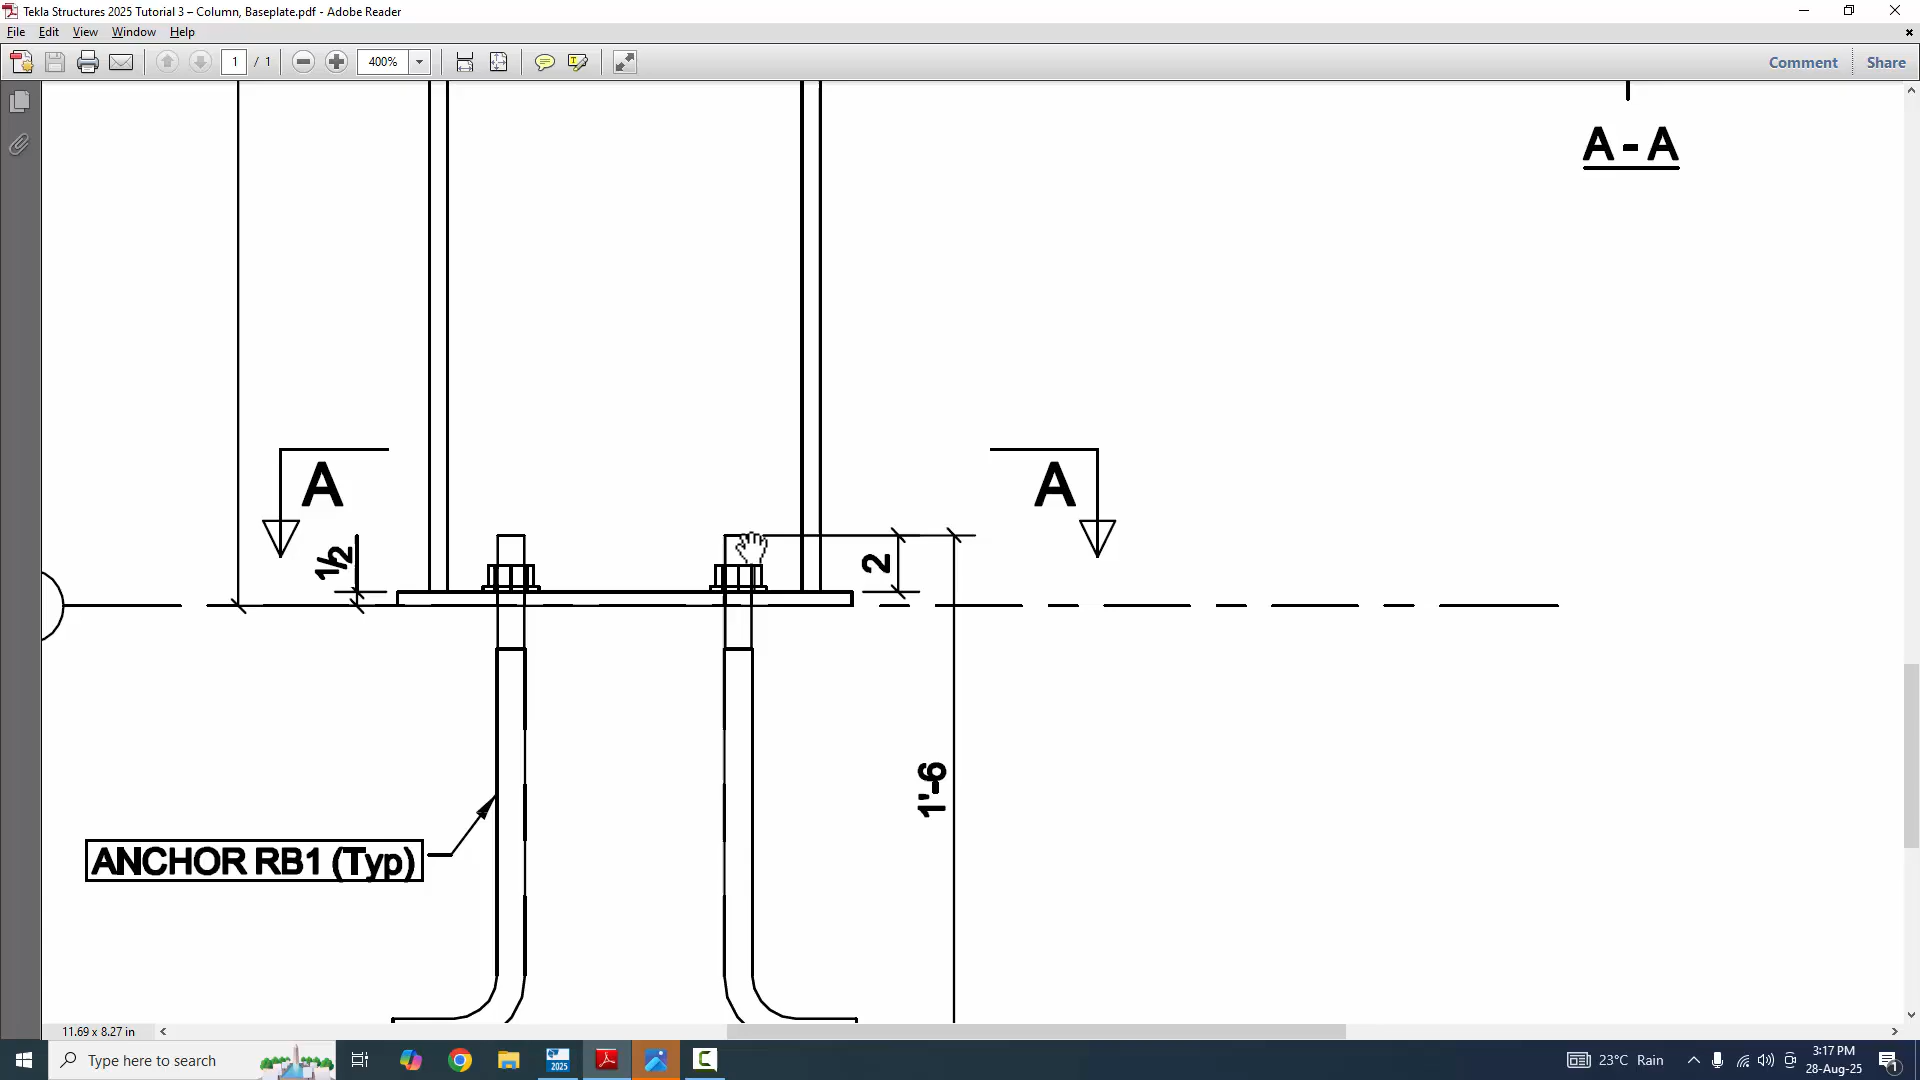 Tekla Structures 2025 Tutorial 3 – Column, Baseplate.pdf - Adobe Reader
File Edit View Window Help
1 / 1 400% Comment Share
A - A
A A
1/2 2
1'-6
ANCHOR RB1 (Typ)
11.69 x 8.27 in
Type here to search 2025 23°C Rain 3:17 PM
28-Aug-25 1